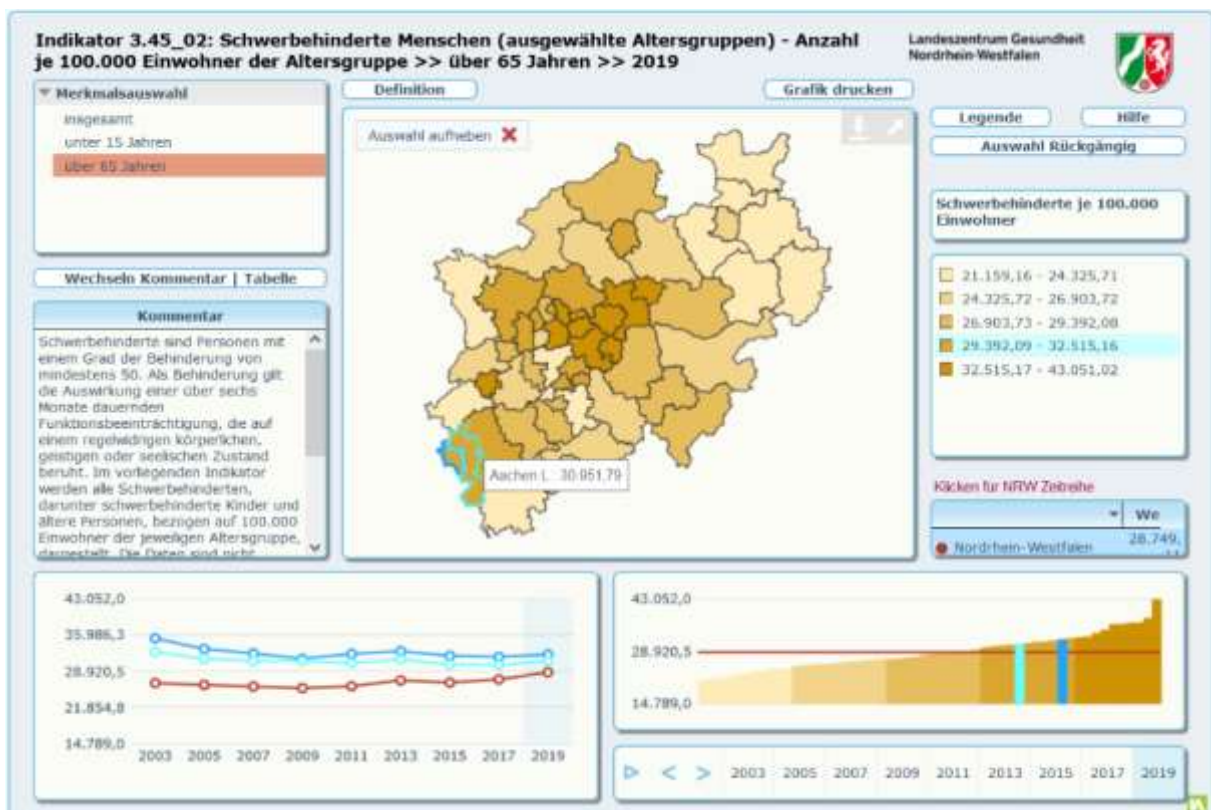 Indikator 3.45_02: Schwerbehinderte Menschen (ausgewählte Altersgruppen) - Anzahl
je 100.000 Einwohner der Altersgruppe >> über 65 Jahren >> 2019
Landeszentrum Gesundheit
Nordrhein-Westfalen
Merkmalsauswahl
insgesamt
unter 15 Jahren
über 65 Jahren
Wechseln Kommentar | Tabelle
Kommentar
Schwerbehinderte sind Personen mit
einem Grad der Behinderung von
mindestens 50. Als Behinderung gilt
die Auswirkung einer über sechs
Monate dauernden
Funktionsbeeinträchtigung, die auf
einem regelwidrigen körperlichen,
geistigen oder seelischen Zustand
beruht. Im vorliegenden Indikator
werden alle Schwerbehinderten,
darunter schwerbehinderte Kinder und
ältere Personen, bezogen auf 100.000
Einwohner der jeweiligen Altersgruppe,
dargestellt. Die Daten sind nicht
Definition
Grafik drucken
Auswahl aufheben
Aachen L : 30.951,79
Legende
Hilfe
Auswahl Rückgängig
Schwerbehinderte je 100.000
Einwohner
21.159,16 - 24.325,71
24.325,72 - 26.903,72
26.903,73 - 29.392,08
29.392,09 - 32.515,16
32.515,17 - 43.051,02
Klicken für NRW Zeitreihe
We
Nordrhein-Westfalen 28.749,
43.052,0
35.986,3
28.920,5
21.854,8
14.789,0
2003 2005 2007 2009 2011 2013 2015 2017 2019
43.052,0
28.920,5
14.789,0
2003 2005 2007 2009 2011 2013 2015 2017 2019